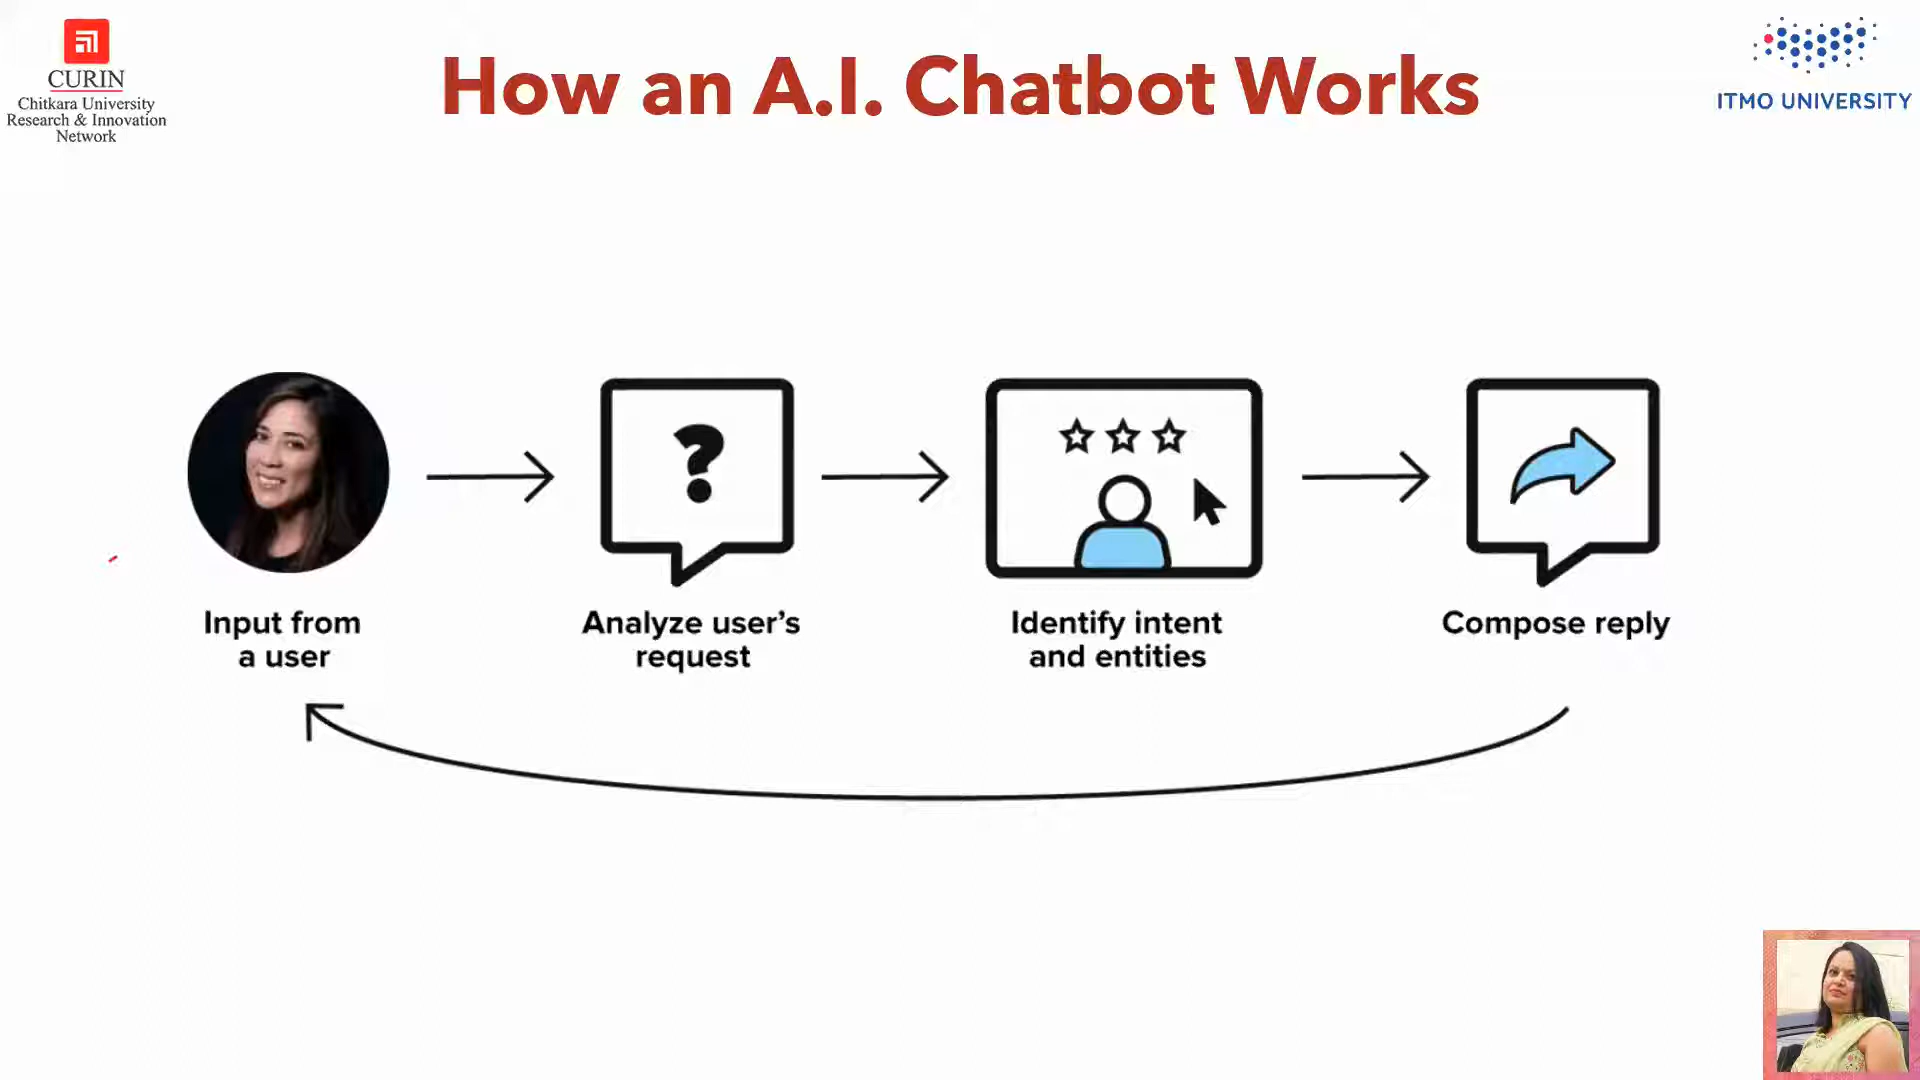 CURIN
Chitkara University
Research & Innovation
Network
How an A.I. Chatbot Works
ITMO UNIVERSITY
?
Input from
a user
Analyze user's
request
Identify intent
and entities
Compose reply